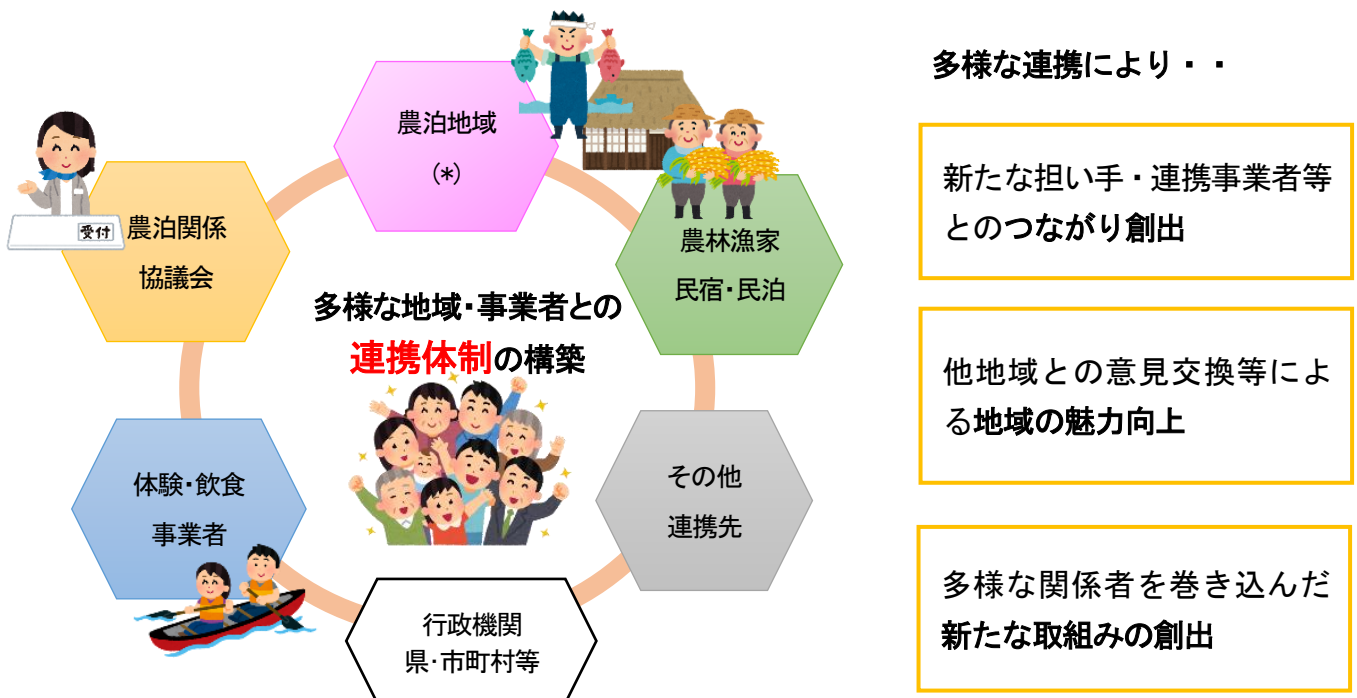 農泊地域
(*)
受付
農泊関係
協議会
農林漁家
民宿・民泊
多様な地域・事業者との
連携体制の構築
体験・飲食
事業者
その他
連携先
行政機関
県・市町村等
多様な連携により・・
新たな担い手・連携事業者等
とのつながり創出
他地域との意見交換等によ
る地域の魅力向上
多様な関係者を巻き込んだ
新たな取組みの創出